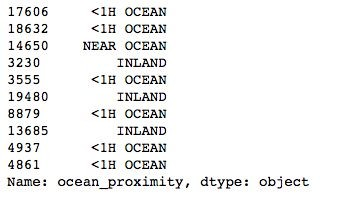 17606     <1H OCEAN
18632     <1H OCEAN
14650    NEAR OCEAN
3230         INLAND
3555      <1H OCEAN
19480        INLAND
8879      <1H OCEAN
13685        INLAND
4937      <1H OCEAN
4861      <1H OCEAN
Name: ocean_proximity, dtype: object